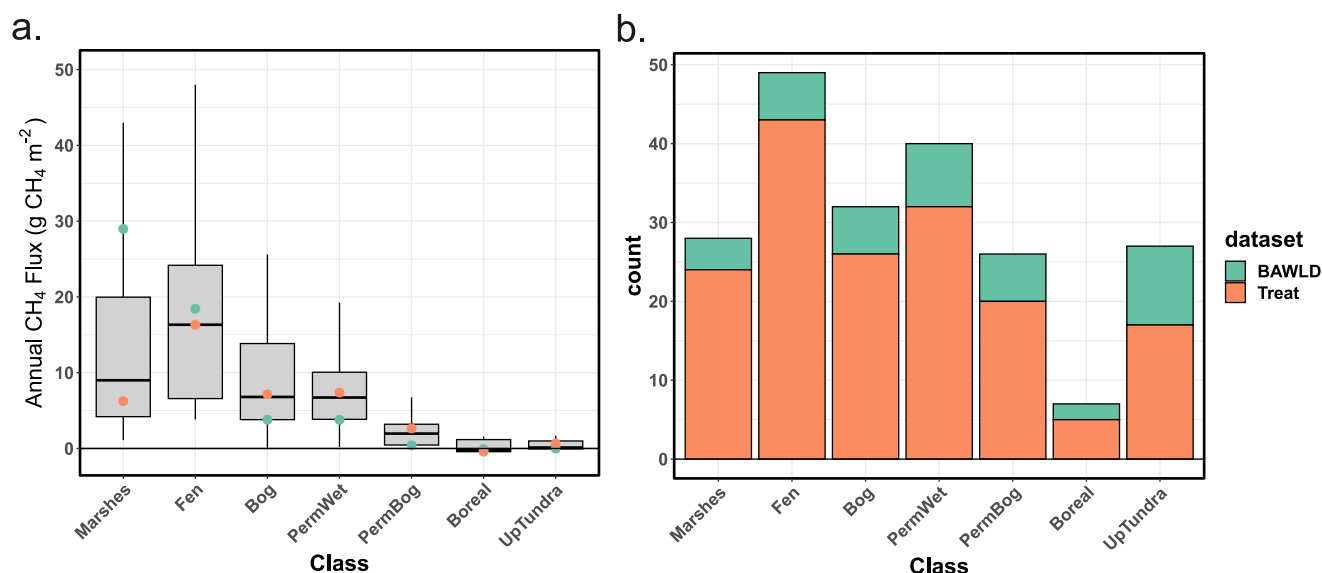 a.
50
40
30
20
10
0
Annual CH₄ Flux (g CH₄ m⁻²)
Marshes
Fen
Bog
PermWet
PermBog
Boreal
UpTundra
Class
b.
50
40
30
20
10
0
count
Marshes
Fen
Bog
PermWet
PermBog
Boreal
UpTundra
Class
dataset
BAWLD
Treat